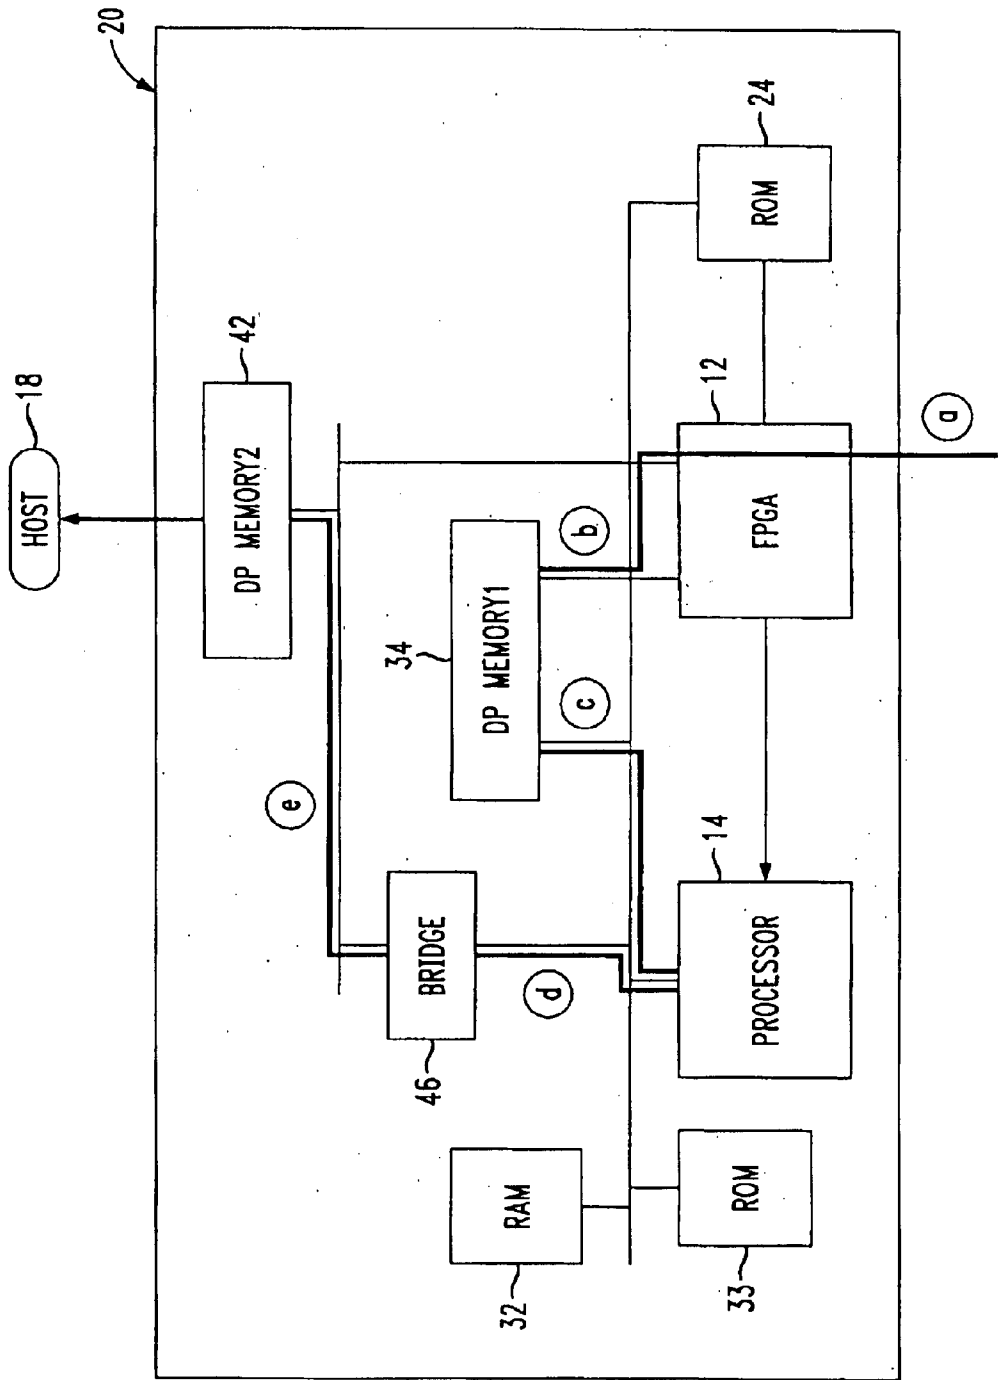 20
HOST
18
DP MEMORY2
42
e
BRIDGE
46
DP MEMORY1
34
b
c
d
a
RAM
32
ROM
33
PROCESSOR
14
FPGA
12
ROM
24